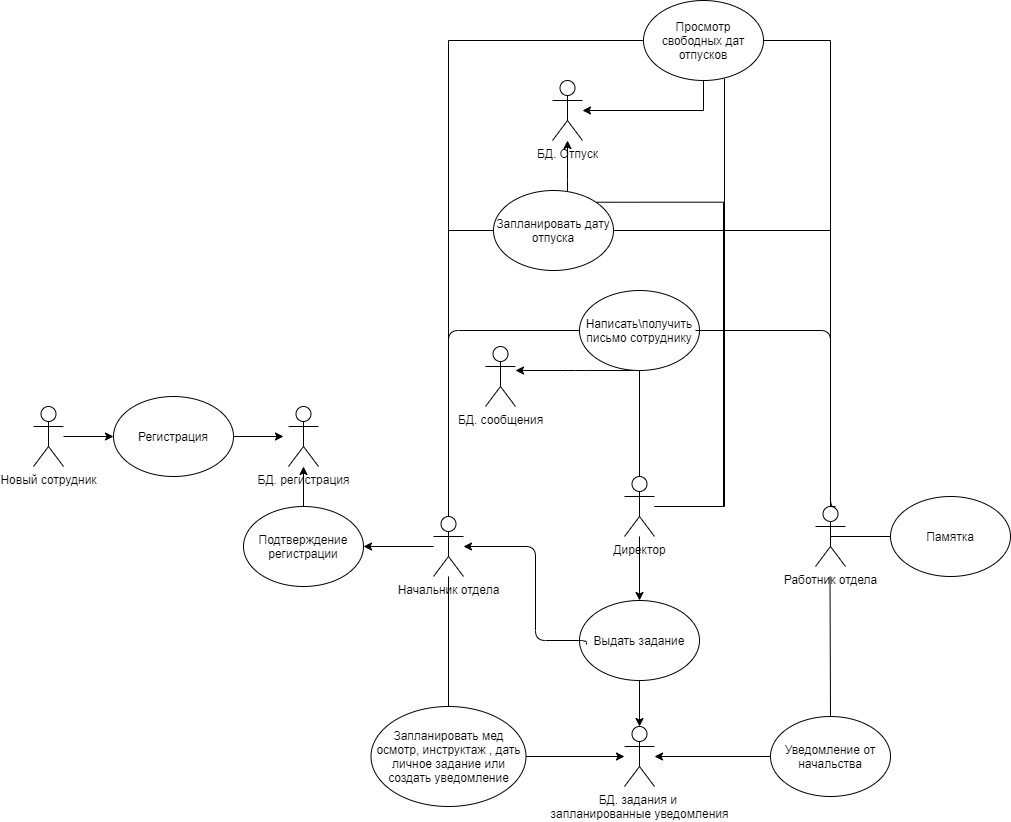 Просмотр
свободных дат
отпусков
БД. Отпуск
Запланировать дату
отпуска
Написать\получить
письмо сотруднику
БД. сообщения
Регистрация
Новый сотрудник
БД. регистрация
Подтверждение
регистрации
Начальник отдела
Директор
Работник отдела
Памятка
Выдать задание
Запланировать мед
осмотр, инструктаж , дать
личное задание или
создать уведомление
Уведомление от
начальства
БД. задания и
запланированные уведомления